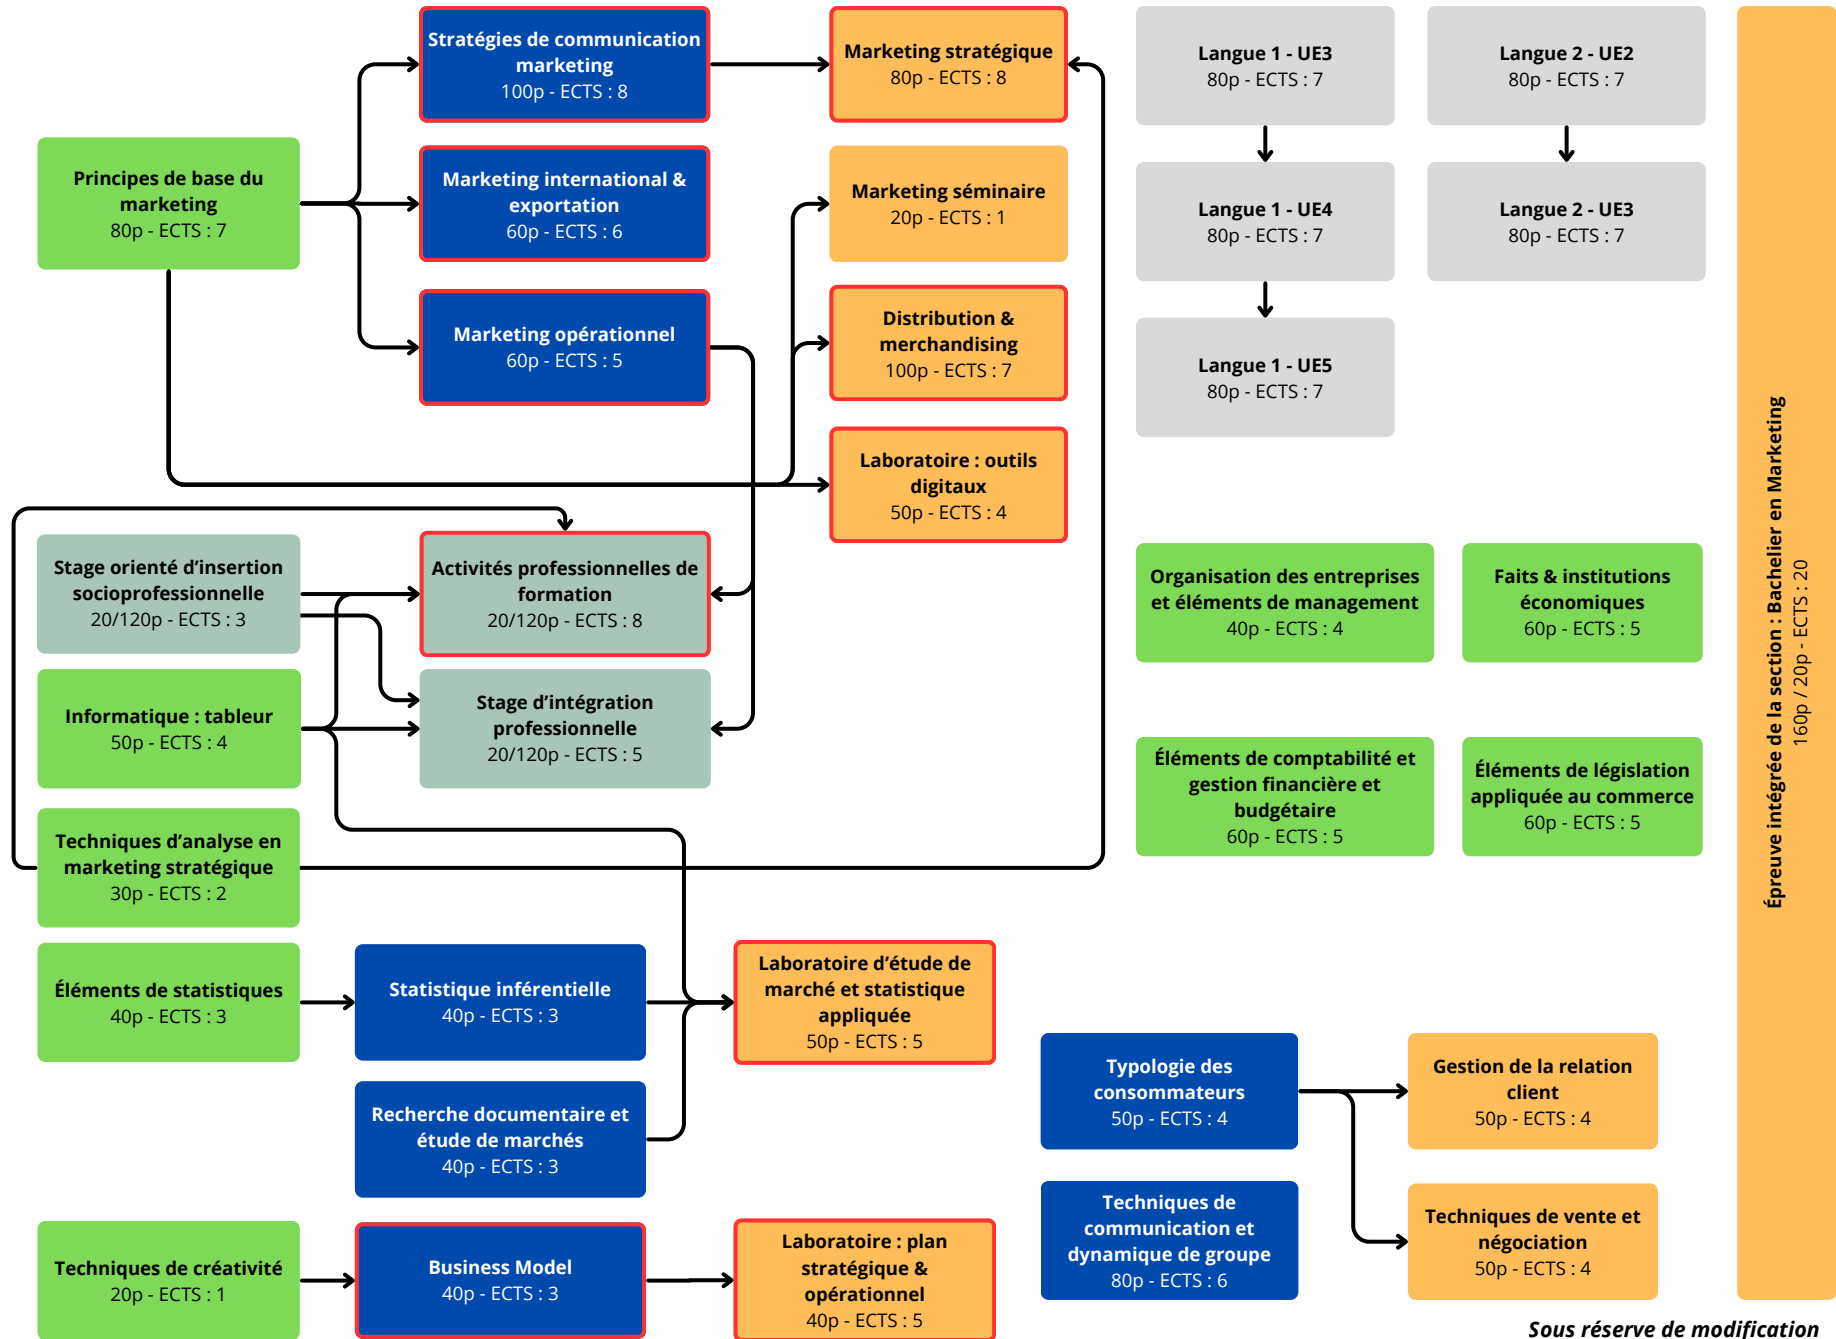 Stratégies de communication
marketing
100p - ECTS : 8
Marketing stratégique
80p - ECTS : 8
Langue 1 - UE3
80p - ECTS : 7
Langue 2 - UE2
80p - ECTS : 7
Principes de base du
marketing
80p - ECTS : 7
Marketing international &
exportation
60p - ECTS : 6
Marketing séminaire
20p - ECTS : 1
Langue 1 - UE4
80p - ECTS : 7
Langue 2 - UE3
80p - ECTS : 7
Marketing opérationnel
60p - ECTS : 5
Distribution &
merchandising
100p - ECTS : 7
Langue 1 - UE5
80p - ECTS : 7
Laboratoire : outils
digitaux
50p - ECTS : 4
Stage orienté d’insertion
socioprofessionnelle
20/120p - ECTS : 3
Activités professionnelles de
formation
20/120p - ECTS : 8
Organisation des entreprises
et éléments de management
40p - ECTS : 4
Faits & institutions
économiques
60p - ECTS : 5
Informatique : tableur
50p - ECTS : 4
Stage d’intégration
professionnelle
20/120p - ECTS : 5
Éléments de comptabilité et
gestion financière et
budgétaire
60p - ECTS : 5
Éléments de législation
appliquée au commerce
60p - ECTS : 5
Techniques d’analyse en
marketing stratégique
30p - ECTS : 2
Éléments de statistiques
40p - ECTS : 3
Statistique inférentielle
40p - ECTS : 3
Laboratoire d’étude de
marché et statistique
appliquée
50p - ECTS : 5
Recherche documentaire et
étude de marchés
40p - ECTS : 3
Typologie des
consommateurs
50p - ECTS : 4
Gestion de la relation
client
50p - ECTS : 4
Techniques de
communication et
dynamique de groupe
80p - ECTS : 6
Techniques de vente et
négociation
50p - ECTS : 4
Techniques de créativité
20p - ECTS : 1
Business Model
40p - ECTS : 3
Laboratoire : plan
stratégique &
opérationnel
40p - ECTS : 5
Épreuve intégrée de la section : Bachelier en Marketing
160p / 20p - ECTS : 20
Sous réserve de modification